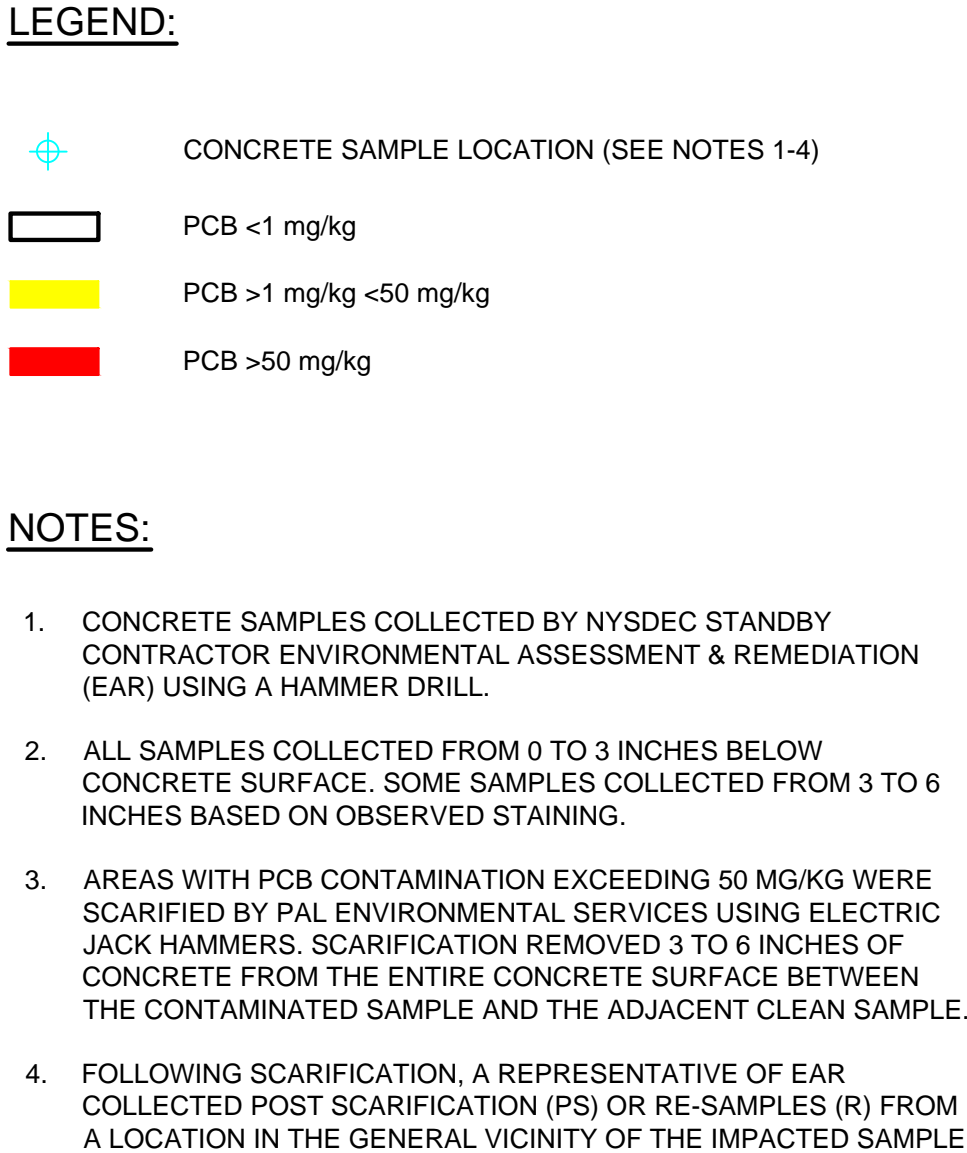 LEGEND:
CONCRETE SAMPLE LOCATION (SEE NOTES 1-4)
PCB <1 mg/kg
PCB >1 mg/kg <50 mg/kg
PCB >50 mg/kg
NOTES:
1. CONCRETE SAMPLES COLLECTED BY NYSDEC STANDBY
CONTRACTOR ENVIRONMENTAL ASSESSMENT & REMEDIATION
(EAR) USING A HAMMER DRILL.
2. ALL SAMPLES COLLECTED FROM 0 TO 3 INCHES BELOW
CONCRETE SURFACE. SOME SAMPLES COLLECTED FROM 3 TO 6
INCHES BASED ON OBSERVED STAINING.
3. AREAS WITH PCB CONTAMINATION EXCEEDING 50 MG/KG WERE
SCARIFIED BY PAL ENVIRONMENTAL SERVICES USING ELECTRIC
JACK HAMMERS. SCARIFICATION REMOVED 3 TO 6 INCHES OF
CONCRETE FROM THE ENTIRE CONCRETE SURFACE BETWEEN
THE CONTAMINATED SAMPLE AND THE ADJACENT CLEAN SAMPLE.
4. FOLLOWING SCARIFICATION, A REPRESENTATIVE OF EAR
COLLECTED POST SCARIFICATION (PS) OR RE-SAMPLES (R) FROM
A LOCATION IN THE GENERAL VICINITY OF THE IMPACTED SAMPLE